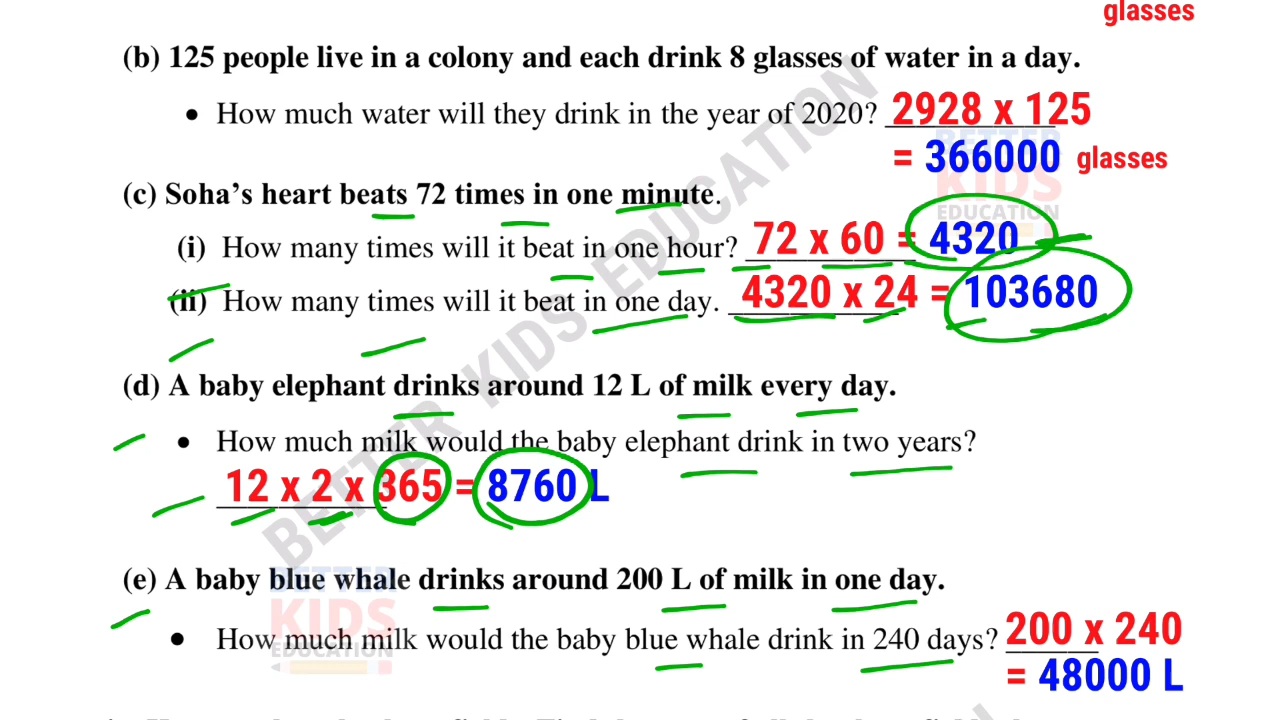 glasses
(b) 125 people live in a colony and each drink 8 glasses of water in a day.
• How much water will they drink in the year of 2020? 2928 x 125
= 366000 glasses
(c) Soha's heart beats 72 times in one minute.
(i) How many times will it beat in one hour? 72 x 60 = 4320
(ii) How many times will it beat in one day. 4320 x 24 = 103680
(d) A baby elephant drinks around 12 L of milk every day.
• How much milk would the baby elephant drink in two years?
12 x 2 x 365 = 8760 L
(e) A baby blue whale drinks around 200 L of milk in one day.
• How much milk would the baby blue whale drink in 240 days? 200 x 240
= 48000 L
BETTER KIDS EDUCATION
BETTER
KIDS
EDUCATION
BETTER
KIDS
EDUCATION